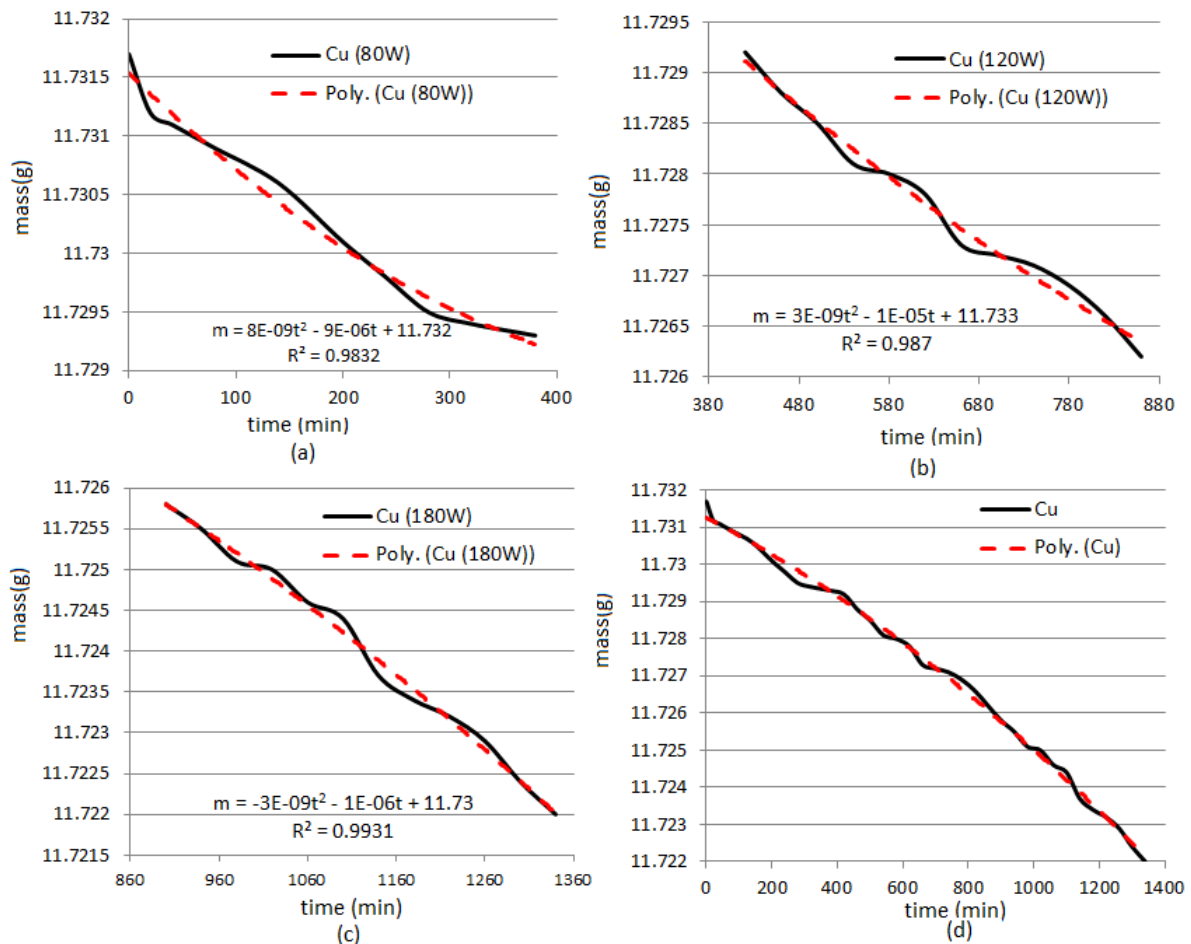 11.732
11.7315
11.731
11.7305
11.73
11.7295
11.729
mass(g)
Cu (80W)
Poly. (Cu (80W))
m = 8E-09t² - 9E-06t + 11.732
R² = 0.9832
0 100 200 300 400
time (min)
(a)
11.7295
11.729
11.7285
11.728
11.7275
11.727
11.7265
11.726
mass(g)
Cu (120W)
Poly. (Cu (120W))
m = 3E-09t² - 1E-05t + 11.733
R² = 0.987
380 480 580 680 780 880
time (min)
(b)
11.726
11.7255
11.725
11.7245
11.724
11.7235
11.723
11.7225
11.722
11.7215
mass(g)
Cu (180W)
Poly. (Cu (180W))
m = -3E-09t² - 1E-06t + 11.73
R² = 0.9931
860 960 1060 1160 1260 1360
time (min)
(c)
11.732
11.731
11.73
11.729
11.728
11.727
11.726
11.725
11.724
11.723
11.722
mass(g)
Cu
Poly. (Cu)
0 200 400 600 800 1000 1200 1400
time (min)
(d)